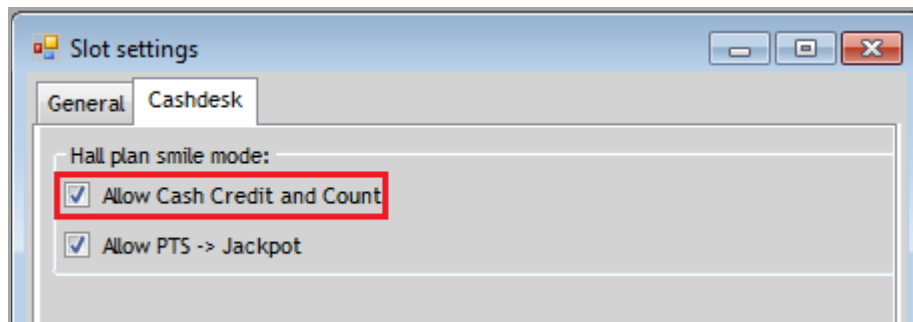 Slot settings
General Cashdesk
Hall plan smile mode:
Allow Cash Credit and Count
Allow PTS -> Jackpot